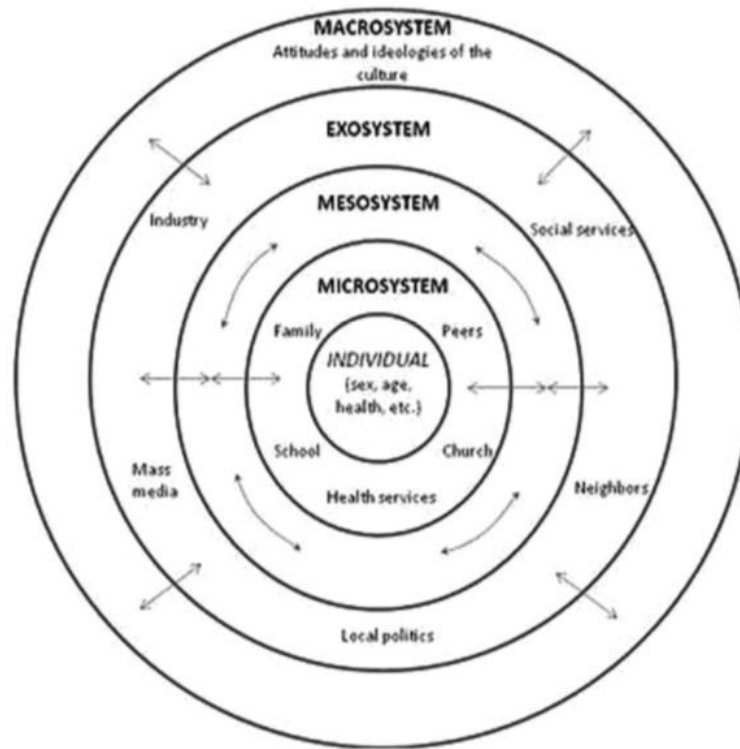 MACROSYSTEM
Attitudes and ideologies of the
culture
EXOSYSTEM
MESOSYSTEM
Industry
Social services
MICROSYSTEM
Family
Peers
INDIVIDUAL
{sex, age,
health, etc.}
School
Church
Mass
media
Health services
Neighbors
Local politics